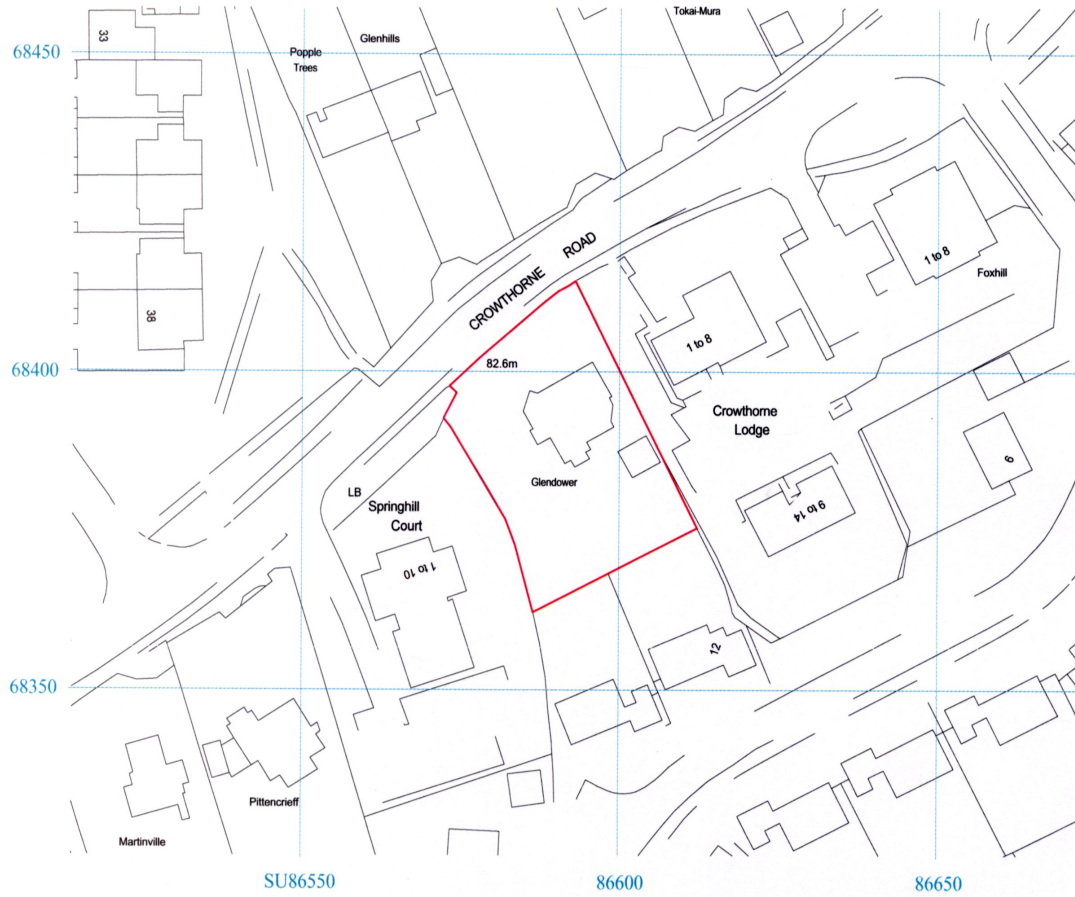 Tokai-Mura
33
Glenhills
68450
Popple
Trees
CROWTHORNE ROAD
1 to 8
Foxhill
38
1 to 8
68400
82.6m
Crowthorne
Lodge
6
Glendower
LB
Springhill
Court
9 to 14
1 to 10
12
68350
Pittencrieff
Martinville
SU86550
86600
86650